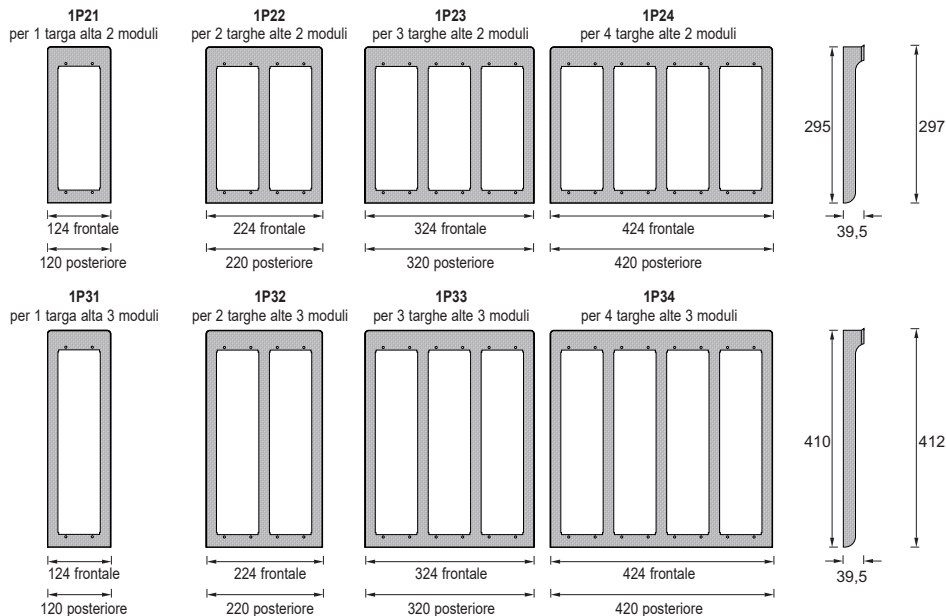 1P21
per 1 targa alta 2 moduli
1P22
per 2 targhe alte 2 moduli
1P23
per 3 targhe alte 2 moduli
1P24
per 4 targhe alte 2 moduli
295
297
39,5
124 frontale
224 frontale
324 frontale
424 frontale
120 posteriore
220 posteriore
320 posteriore
420 posteriore
1P31
per 1 targa alta 3 moduli
1P32
per 2 targhe alte 3 moduli
1P33
per 3 targhe alte 3 moduli
1P34
per 4 targhe alte 3 moduli
410
412
39,5
124 frontale
224 frontale
324 frontale
424 frontale
120 posteriore
220 posteriore
320 posteriore
420 posteriore